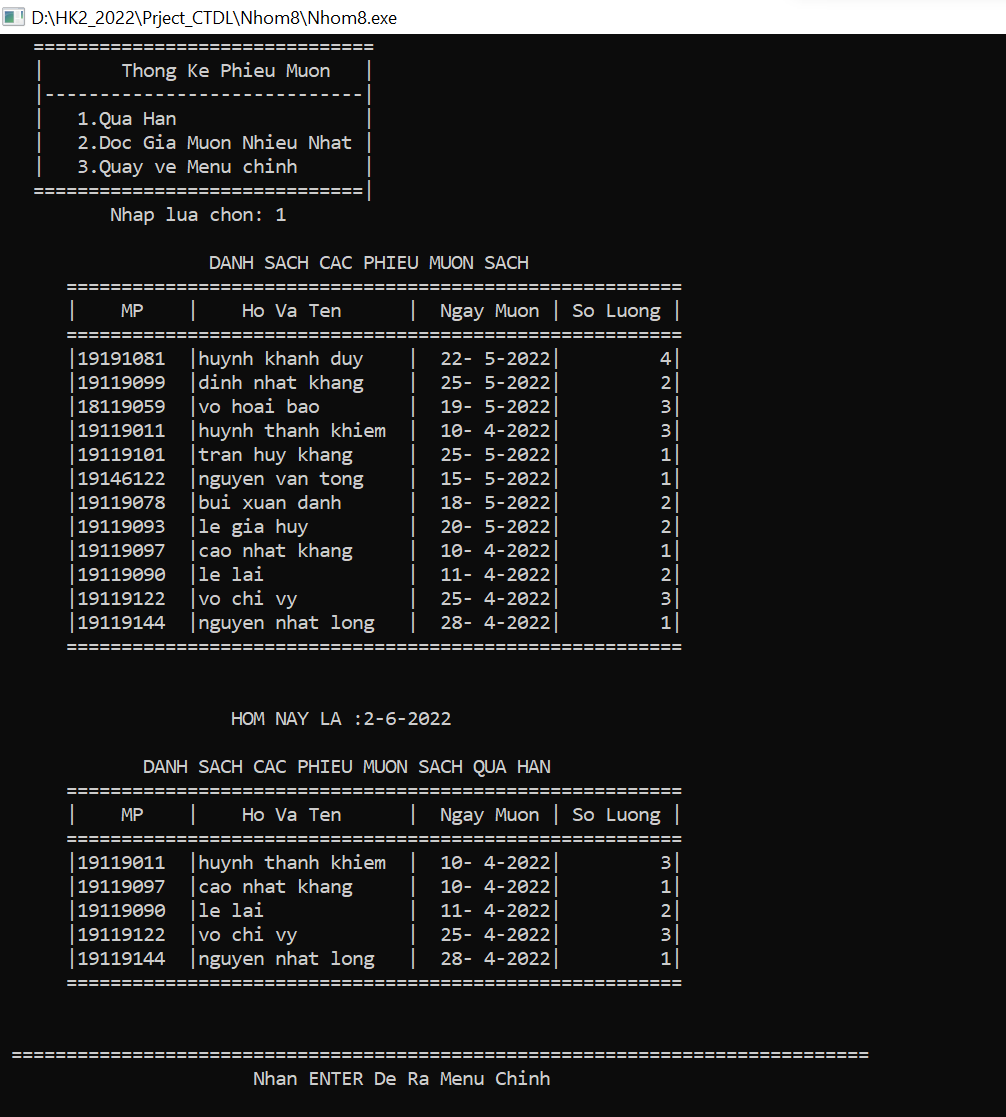 D:\HK2_2022\Prject_CTDL\Nhom8\Nhom8.exe
==============================
|       Thong Ke Phieu Muon   |
|-----------------------------|
|   1.Qua Han                 |
|   2.Doc Gia Muon Nhieu Nhat |
|   3.Quay ve Menu chinh      |
==============================|
Nhap lua chon: 1
DANH SACH CAC PHIEU MUON SACH
========================================================
|    MP    |    Ho Va Ten      |  Ngay Muon | So Luong |
========================================================
|19191081  |huynh khanh duy    |  22- 5-2022|         4|
|19119099  |dinh nhat khang    |  25- 5-2022|         2|
|18119059  |vo hoai bao        |  19- 5-2022|         3|
|19119011  |huynh thanh khiem  |  10- 4-2022|         3|
|19119101  |tran huy khang     |  25- 5-2022|         1|
|19146122  |nguyen van tong    |  15- 5-2022|         1|
|19119078  |bui xuan danh      |  18- 5-2022|         2|
|19119093  |le gia huy         |  20- 5-2022|         2|
|19119097  |cao nhat khang     |  10- 4-2022|         1|
|19119090  |le lai             |  11- 4-2022|         2|
|19119122  |vo chi vy          |  25- 4-2022|         3|
|19119144  |nguyen nhat long   |  28- 4-2022|         1|
========================================================
HOM NAY LA :2-6-2022
DANH SACH CAC PHIEU MUON SACH QUA HAN
========================================================
|    MP    |    Ho Va Ten      |  Ngay Muon | So Luong |
========================================================
|19119011  |huynh thanh khiem  |  10- 4-2022|         3|
|19119097  |cao nhat khang     |  10- 4-2022|         1|
|19119090  |le lai             |  11- 4-2022|         2|
|19119122  |vo chi vy          |  25- 4-2022|         3|
|19119144  |nguyen nhat long   |  28- 4-2022|         1|
========================================================
==============================================================================
Nhan ENTER De Ra Menu Chinh